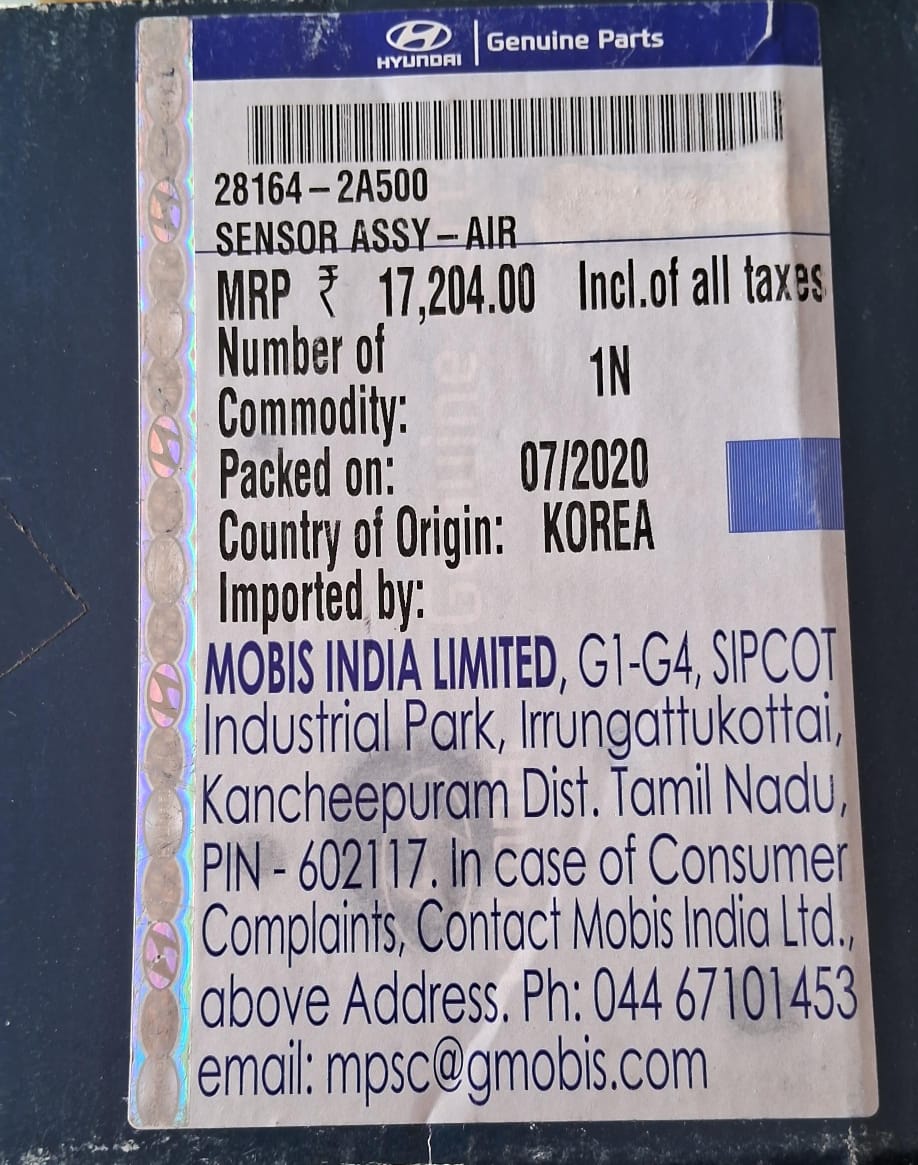 HYUNDAI | Genuine Parts
28164-2A500
SENSOR ASSY-AIR
MRP ₹ 17,204.00 Incl.of all taxes
Number of
Commodity: 1N
Packed on: 07/2020
Country of Origin: KOREA
Imported by:
MOBIS INDIA LIMITED, G1-G4, SIPCOT
Industrial Park, Irrungattukottai,
Kancheepuram Dist. Tamil Nadu,
PIN - 602117. In case of Consumer
Complaints, Contact Mobis India Ltd.,
above Address. Ph: 044 67101453
email: mpsc@gmobis.com